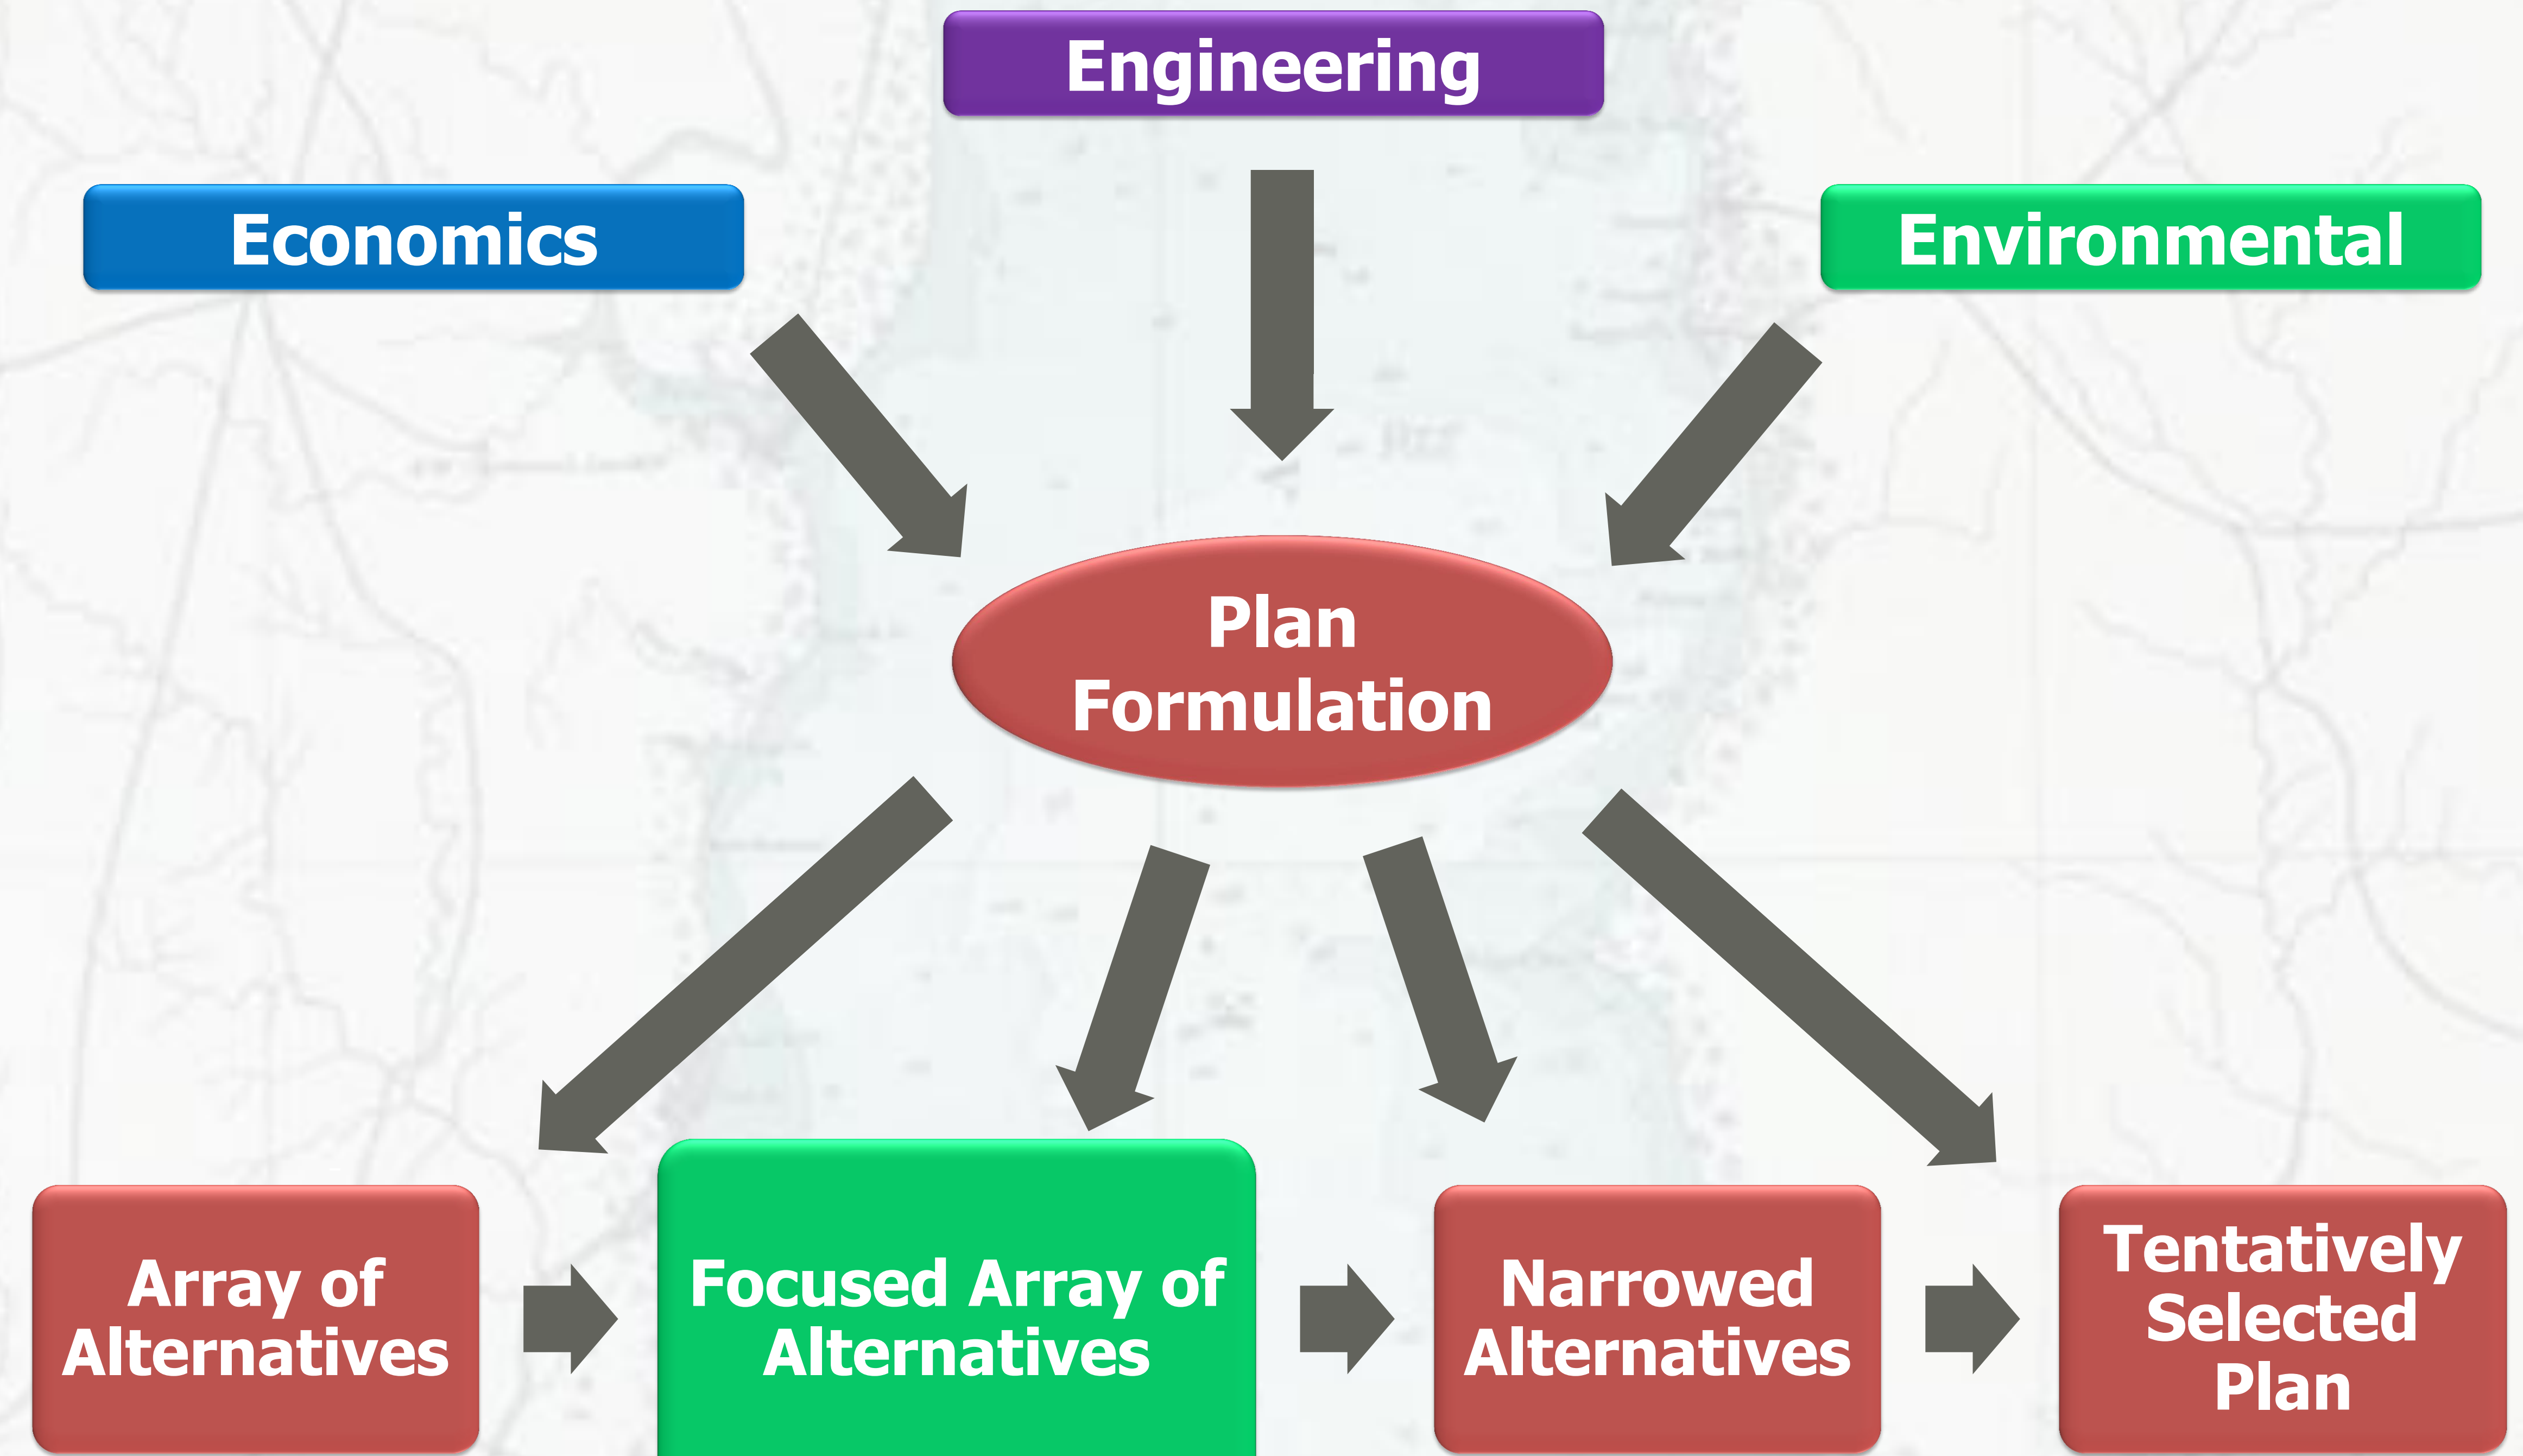 Engineering
Economics
Environmental
Plan
Formulation
Array of
Alternatives
Focused Array of
Alternatives
Narrowed
Alternatives
Tentatively
Selected
Plan